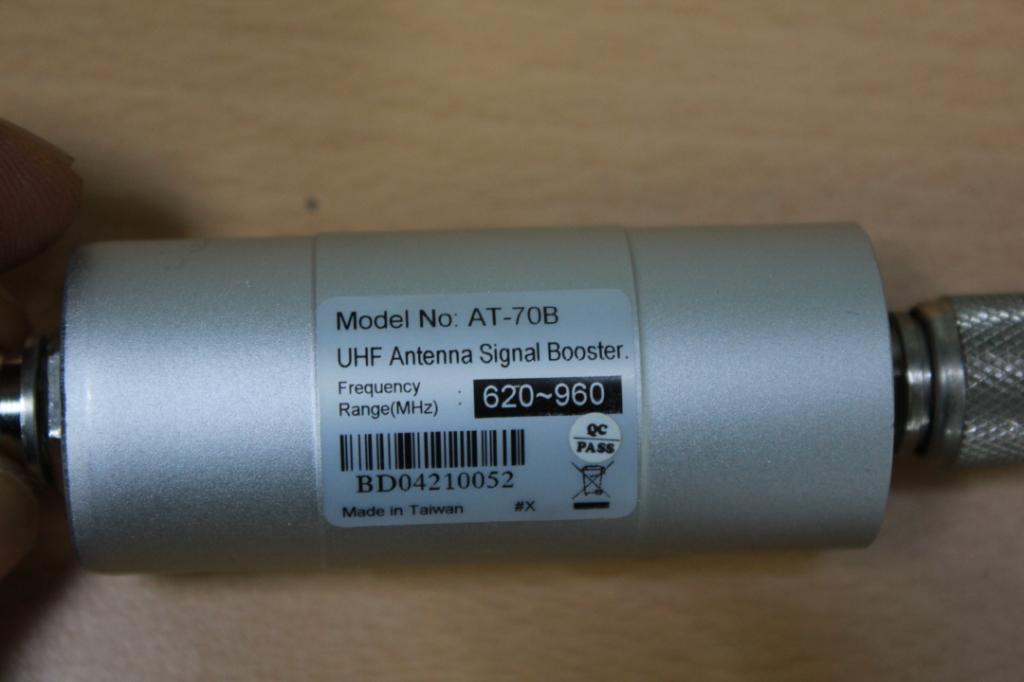 Model No: AT-70B
UHF Antenna Signal Booster.
Frequency
Range(MHz) : 620~960
QC
PASS
BD04210052
Made in Taiwan #X